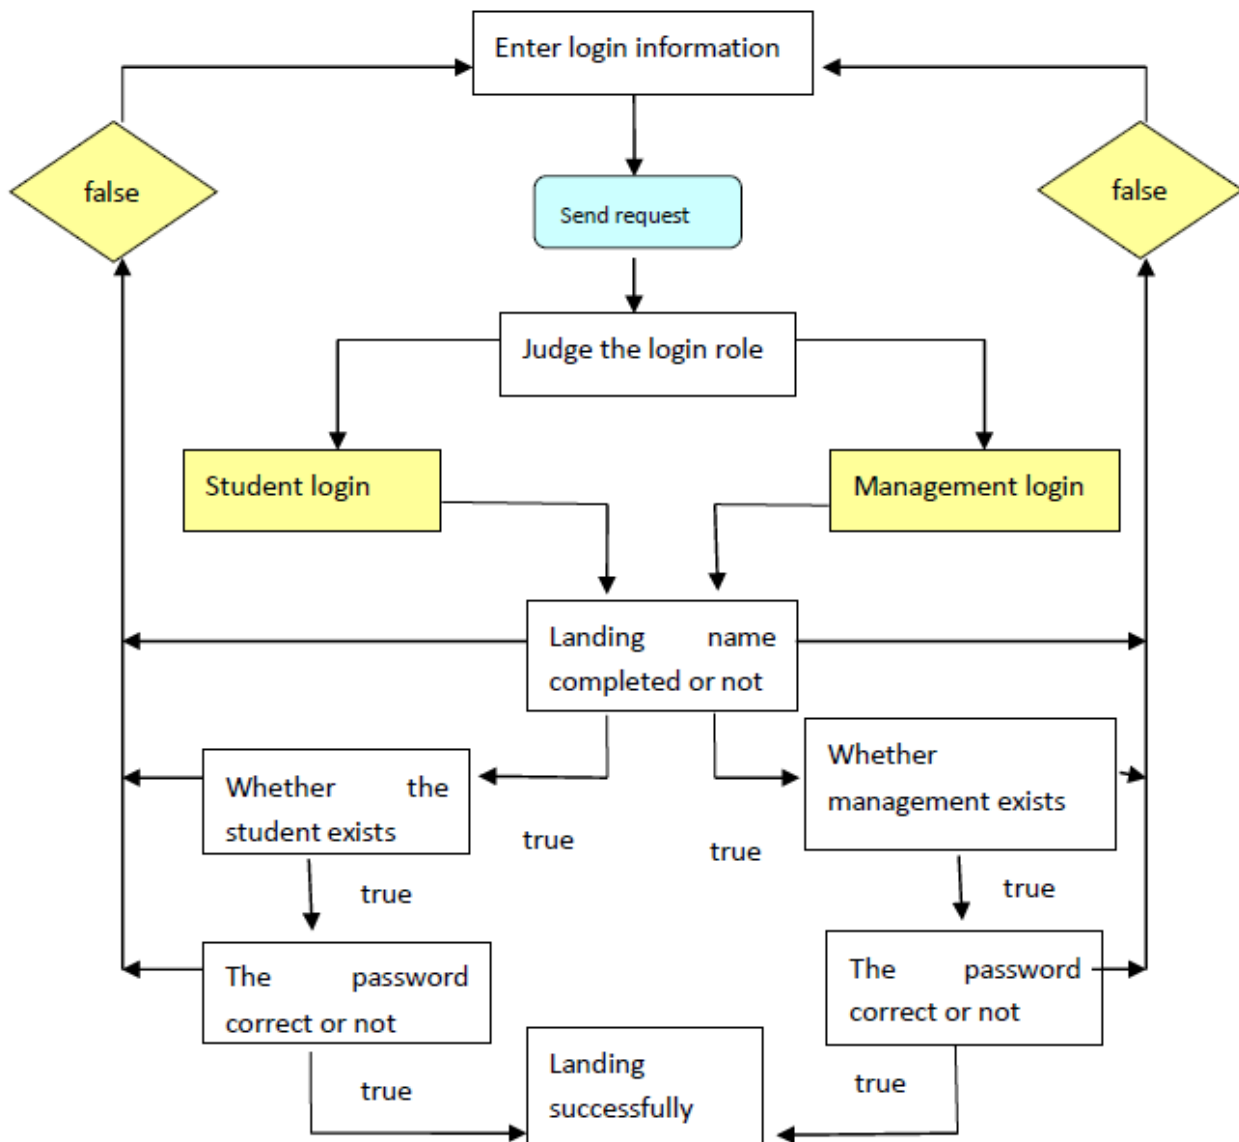 Enter login information
false
false
Send request
Judge the login role
Student login
Management login
Landing name
completed or not
Whether the
student exists
Whether
management exists
true
true
true
true
The password
correct or not
The password
correct or not
Landing
successfully
true
true